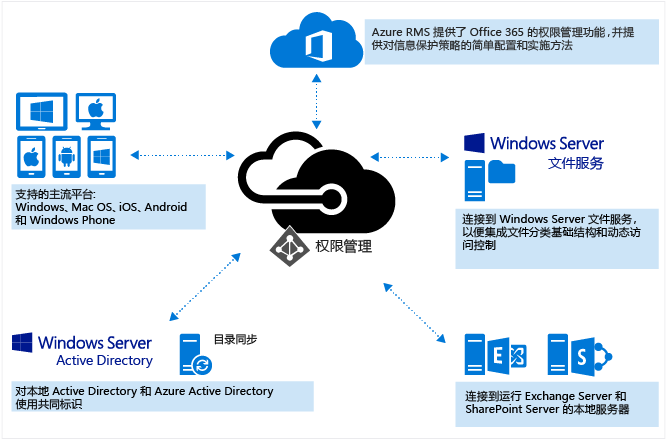 Azure RMS 提供了 Office 365 的权限管理功能，并提
供对信息保护策略的简单配置和实施方法
支持的主流平台:
Windows、Mac OS、iOS、Android
和 Windows Phone
Windows Server
文件服务
连接到 Windows Server 文件服务，
以便集成文件分类基础结构和动态访
问控制
权限管理
Windows Server
Active Directory
目录同步
对本地 Active Directory 和 Azure Active Directory
使用共同标识
E
S
连接到运行 Exchange Server 和
SharePoint Server 的本地服务器